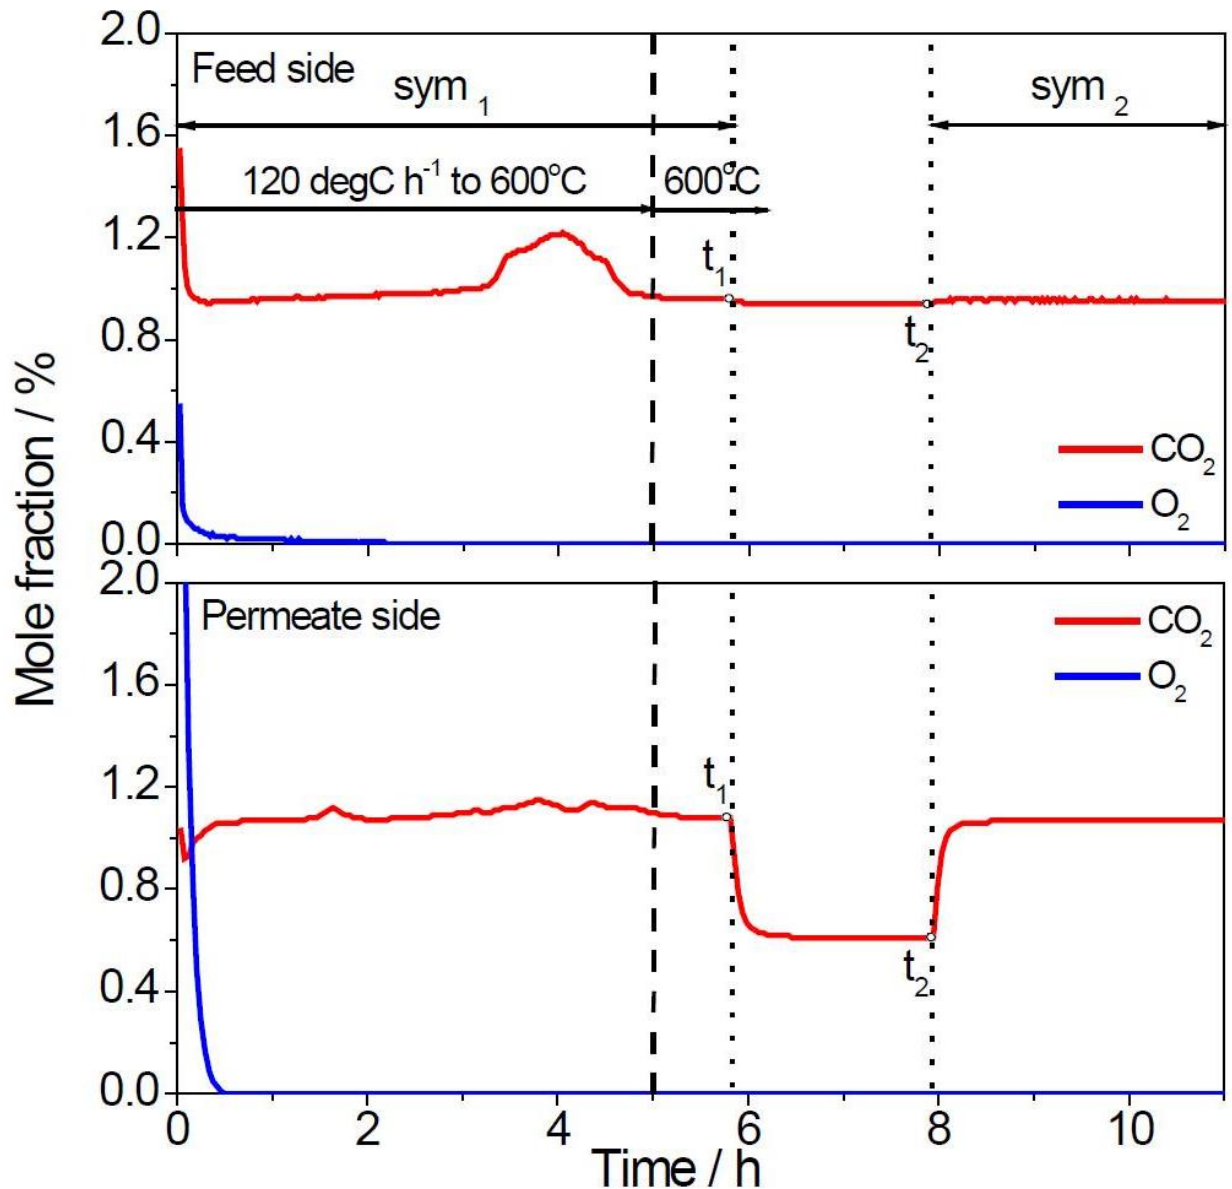 Mole fraction / %
2.0
1.6
1.2
0.8
0.4
0.0
Feed side
sym 1
sym 2
120 degC h-1 to 600oC
600oC
t1
t2
CO2
O2
2.0
1.6
1.2
0.8
0.4
0.0
Permeate side
CO2
O2
t1
t2
0 2 4 6 8 10
Time / h